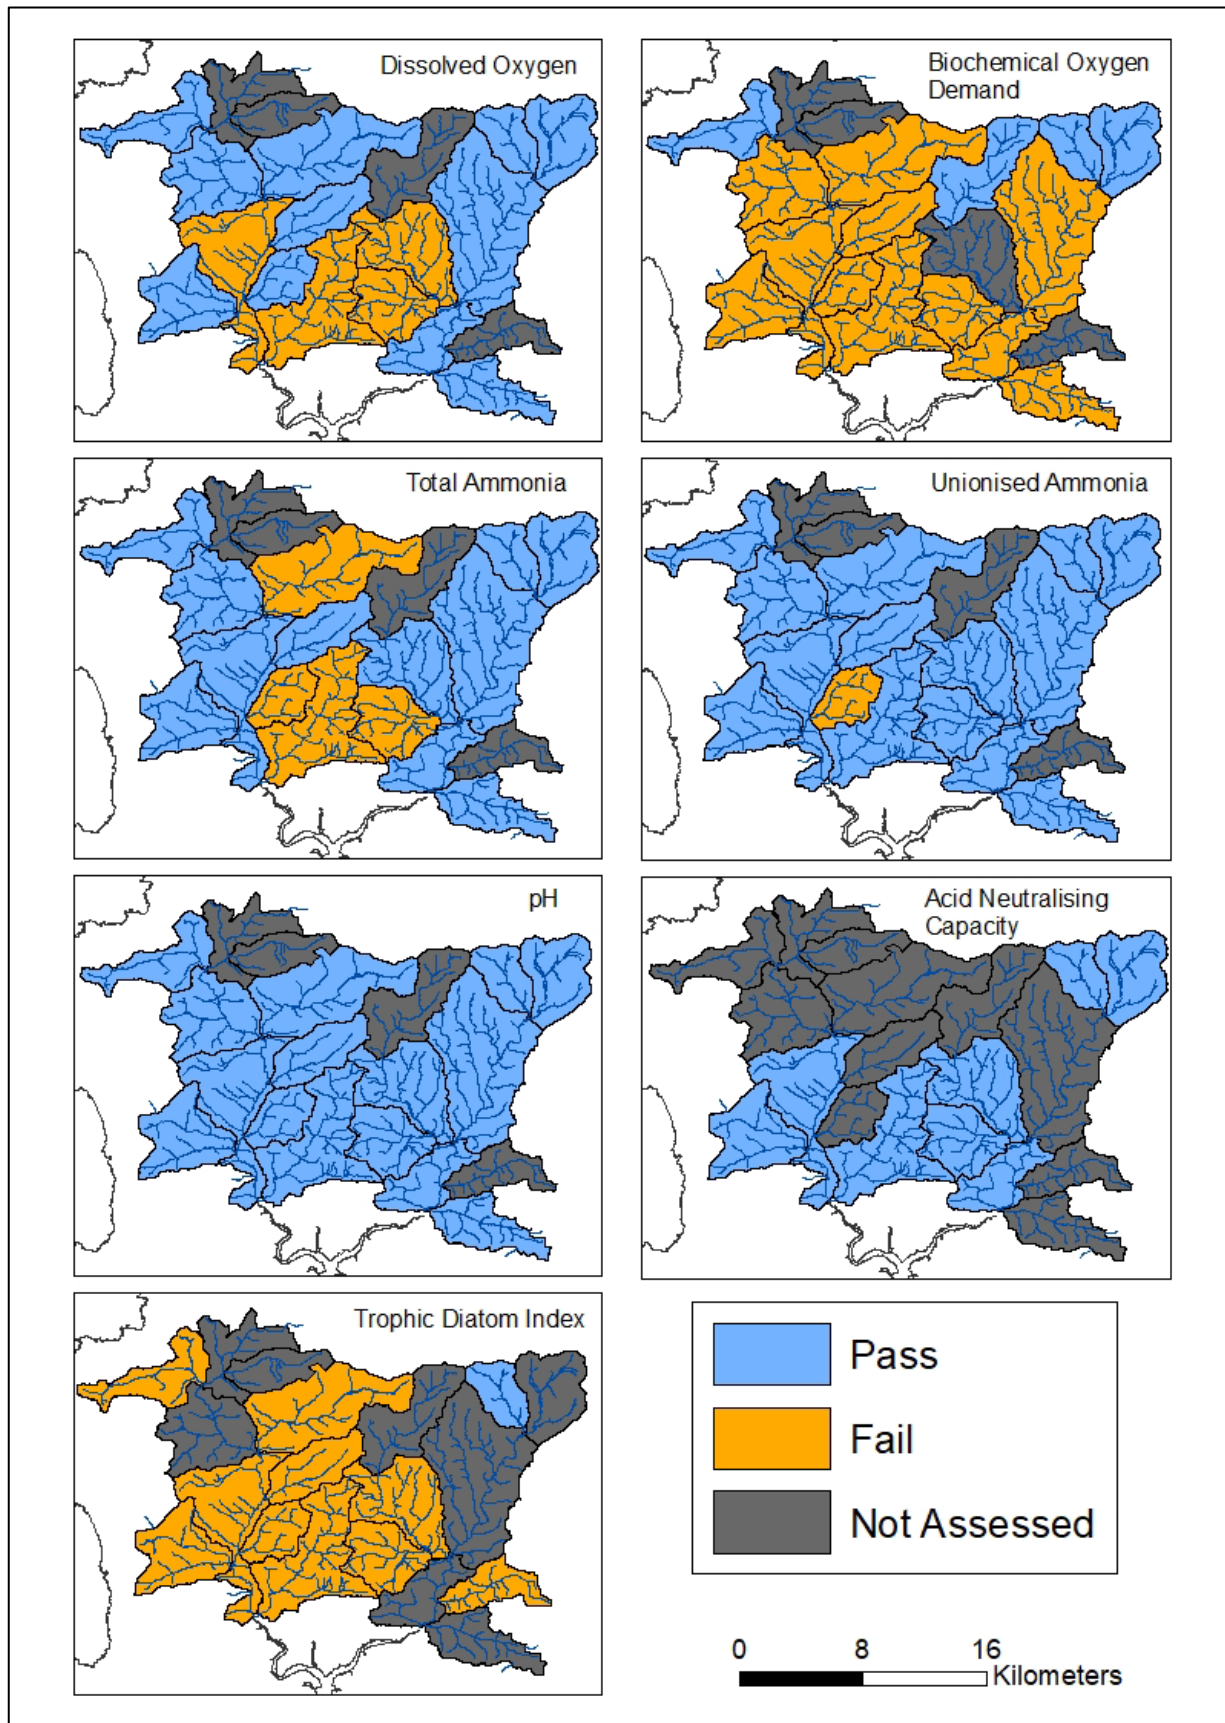 Dissolved Oxygen
Biochemical Oxygen
Demand
Total Ammonia
Unionised Ammonia
pH
Acid Neutralising
Capacity
Trophic Diatom Index
Pass
Fail
Not Assessed
0 8 16
Kilometers